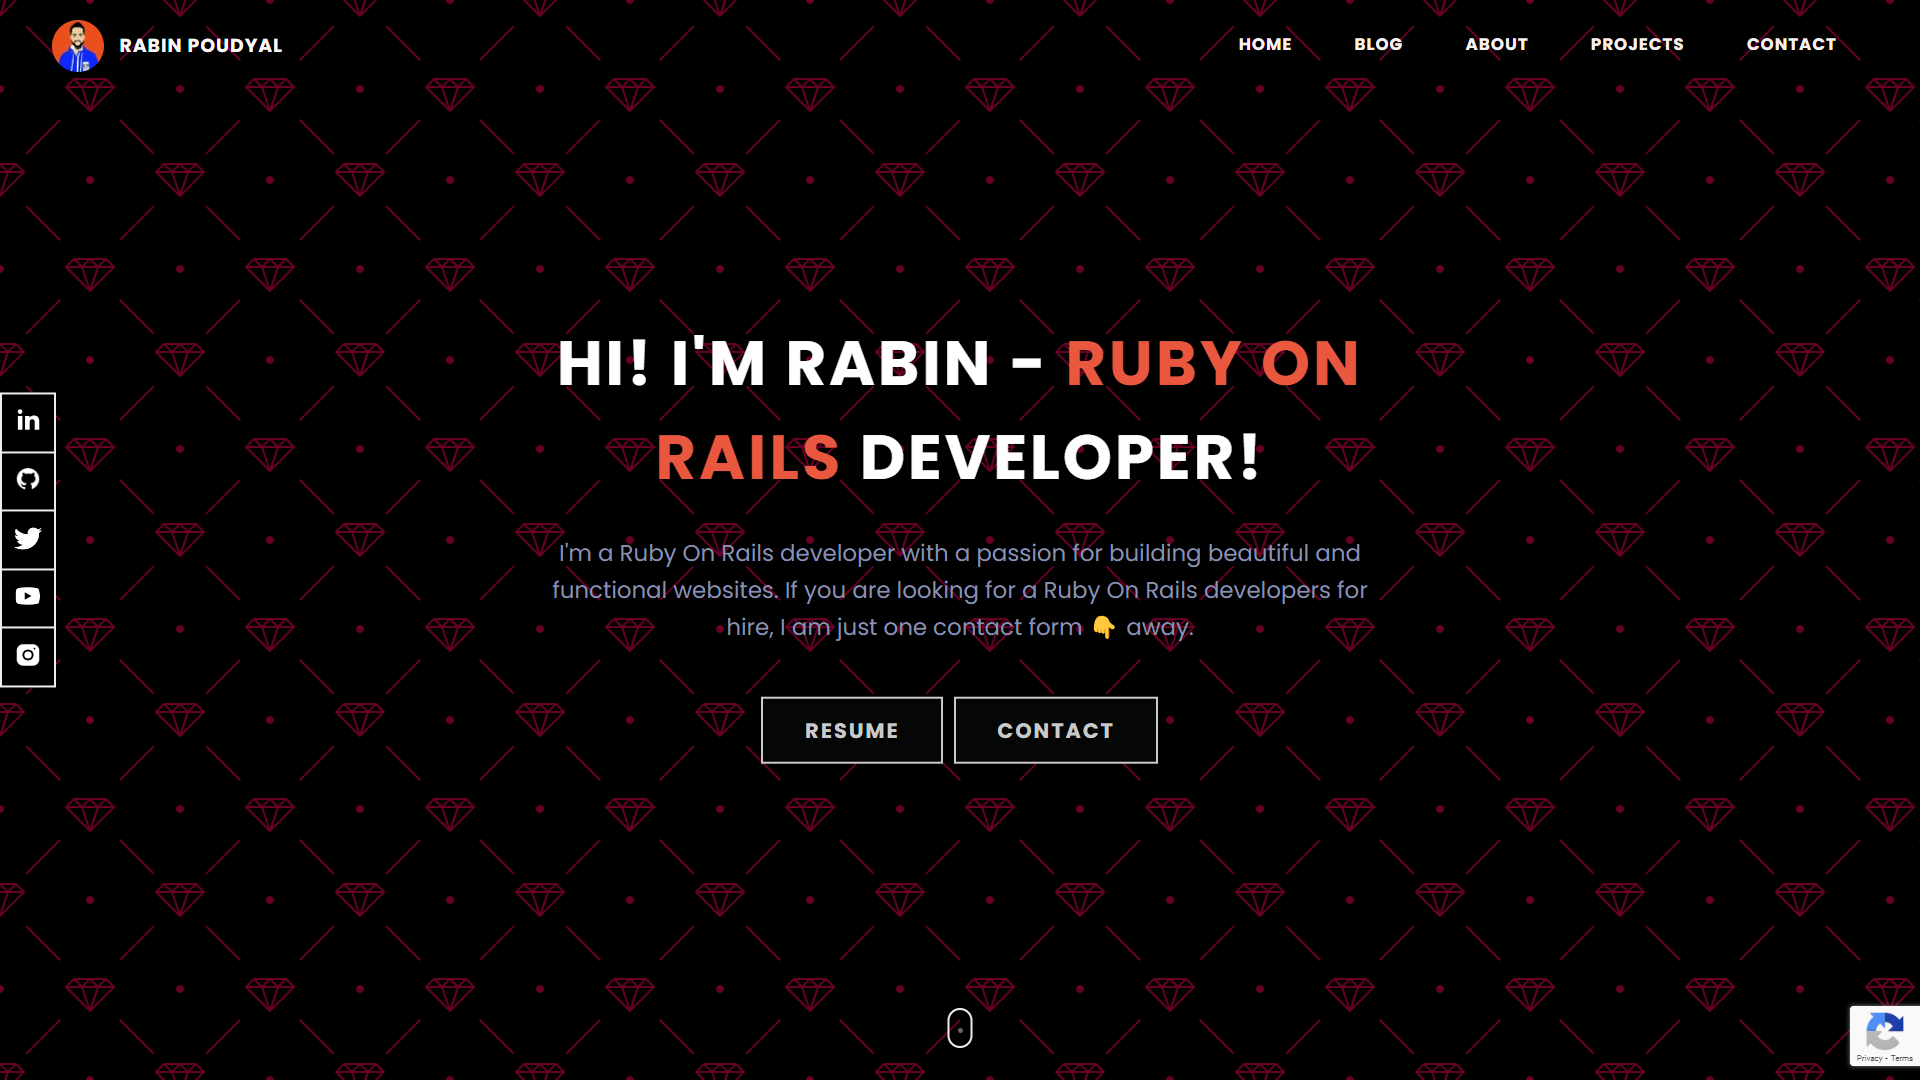 RABIN POUDYAL
HOME
BLOG
ABOUT
PROJECTS
CONTACT
HI! I'M RABIN - RUBY ON
RAILS DEVELOPER!
I'm a Ruby On Rails developer with a passion for building beautiful and
functional websites. If you are looking for a Ruby On Rails developers for
hire, I am just one contact form 👇 away.
RESUME
CONTACT
Privacy - Terms